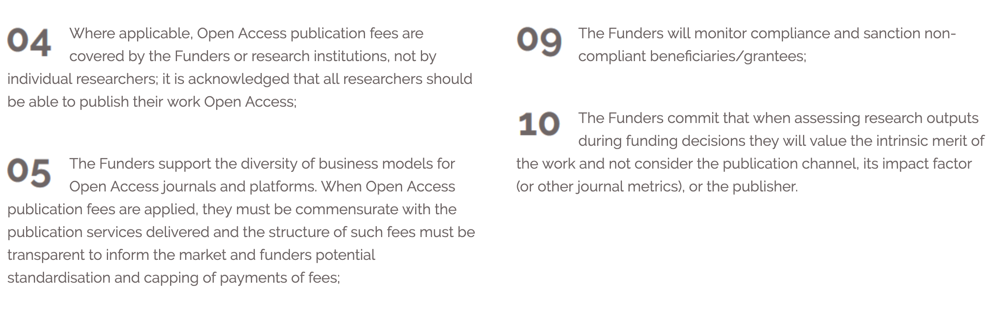 04 Where applicable, Open Access publication fees are
covered by the Funders or research institutions, not by
individual researchers; it is acknowledged that all researchers should
be able to publish their work Open Access;
05 The Funders support the diversity of business models for
Open Access journals and platforms. When Open Access
publication fees are applied, they must be commensurate with the
publication services delivered and the structure of such fees must be
transparent to inform the market and funders potential
standardisation and capping of payments of fees;
09 The Funders will monitor compliance and sanction non-
compliant beneficiaries/grantees;
10 The Funders commit that when assessing research outputs
during funding decisions they will value the intrinsic merit of
the work and not consider the publication channel, its impact factor
(or other journal metrics), or the publisher.